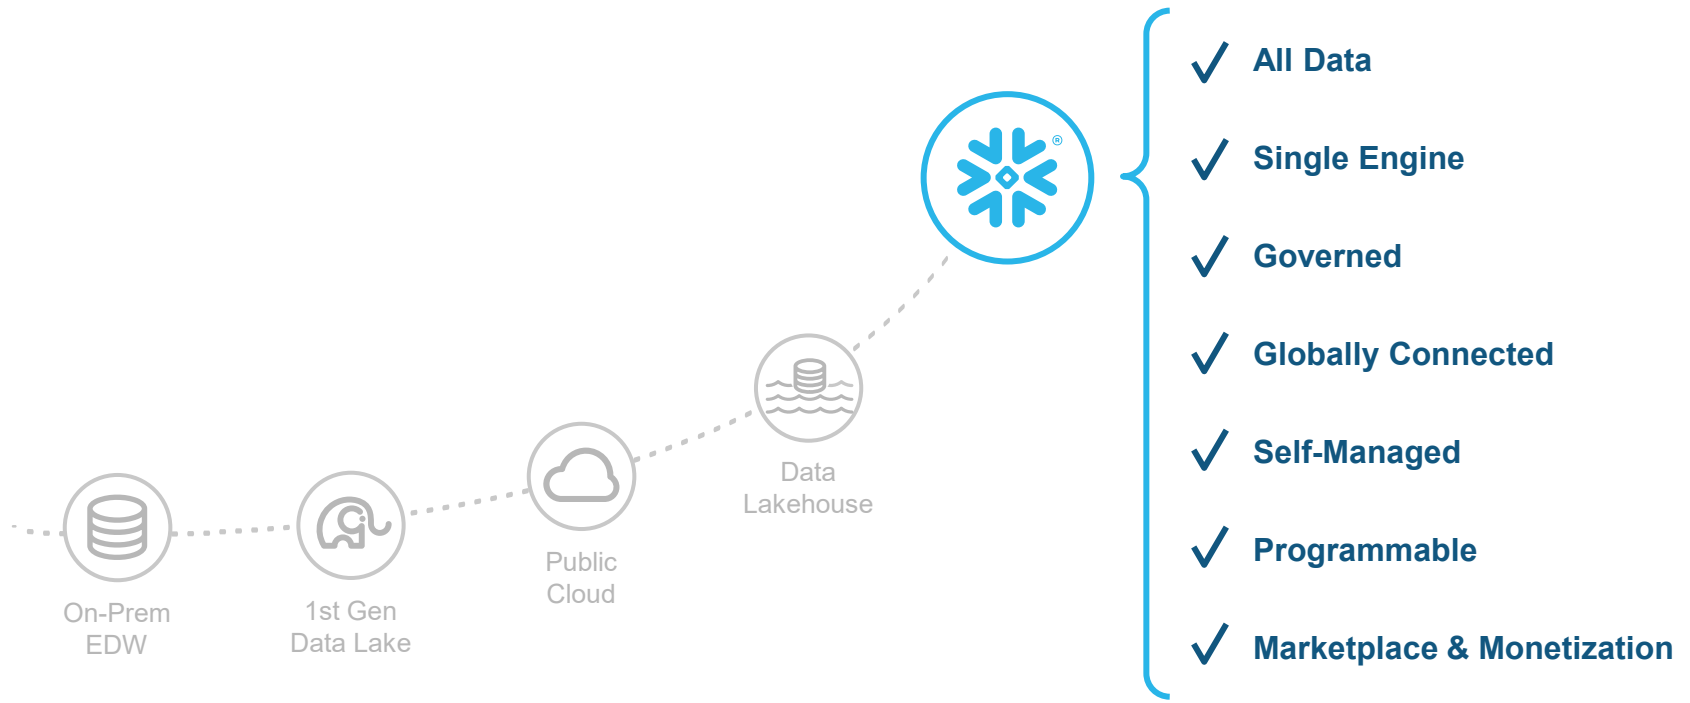 ®
All Data
Single Engine
Governed
Globally Connected
Self-Managed
Programmable
Marketplace & Monetization
Data
Lakehouse
Public
Cloud
1st Gen
Data Lake
On-Prem
EDW